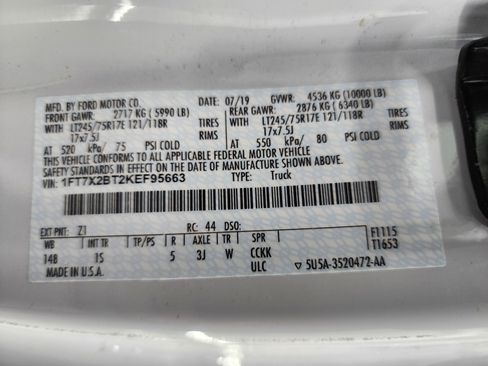 MFD. BY FORD MOTOR CO.
DATE: 07/19 GVWR: 4536 KG (10000 LB)
FRONT GAWR: 2717 KG ( 5990 LB) REAR GAWR: 2876 KG ( 6340 LB)
WITH LT245/75R17E 121/118R TIRES WITH LT245/75R17E 121/118R TIRES
17x7.5J RIMS 17x7.5J RIMS
AT 520 kPa/ 75 PSI COLD AT 550 kPa/ 80 PSI COLD
THIS VEHICLE CONFORMS TO ALL APPLICABLE FEDERAL MOTOR VEHICLE
SAFETY STANDARDS IN EFFECT ON THE DATE OF MANUFACTURE SHOWN ABOVE.
VIN: 1FT7X2BT2KEF95663 TYPE: Truck
EXT PNT: Z1 RC: 44 DSO: F1115
WB INT TR TP/PS R AXLE TR SPR T1653
148 1S 5 3J W CCKK
MADE IN U.S.A. ULC ▽ 5U5A-3520472-AA